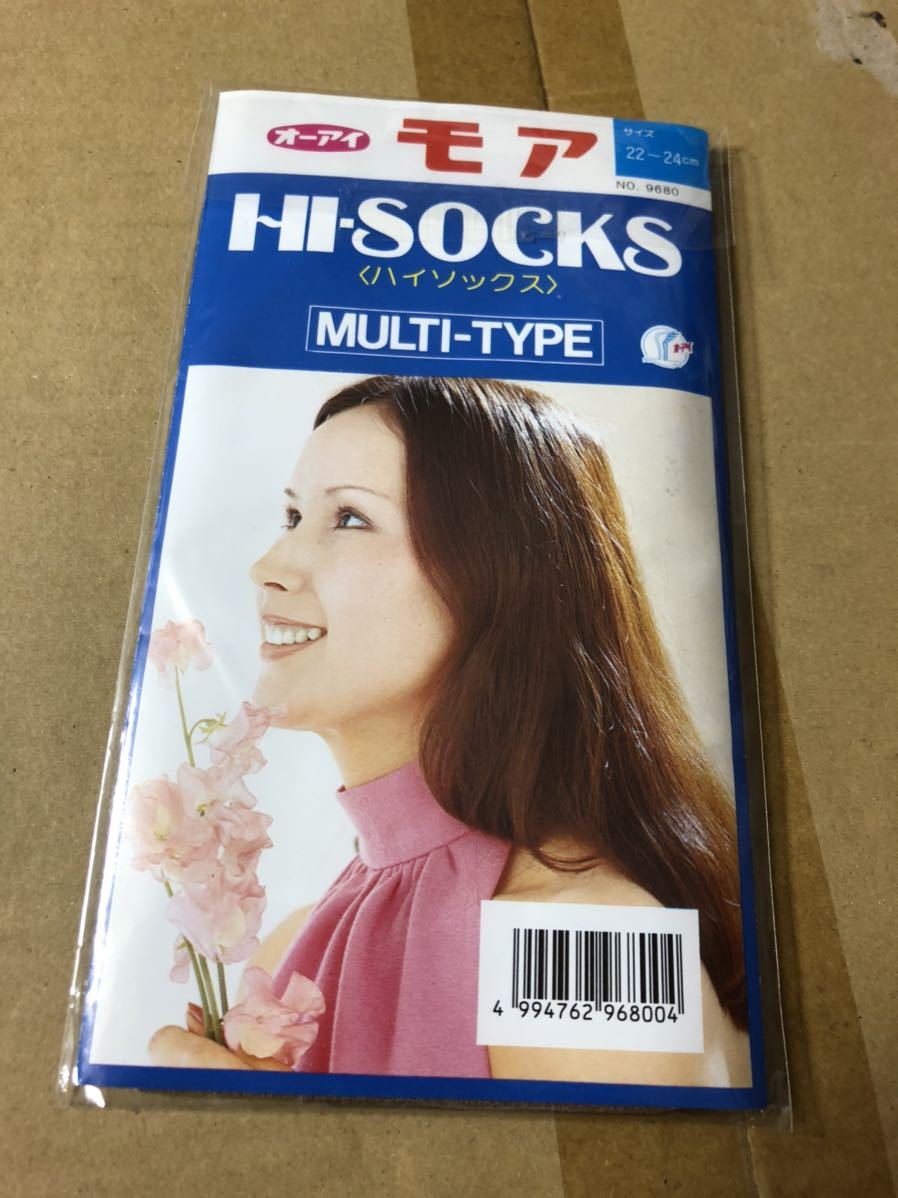 オーアイ モア
サイズ
22～24cm
NO. 9680
HI-SOCKS
〈ハイソックス〉
MULTI-TYPE
オーアイ
4 994762 968004